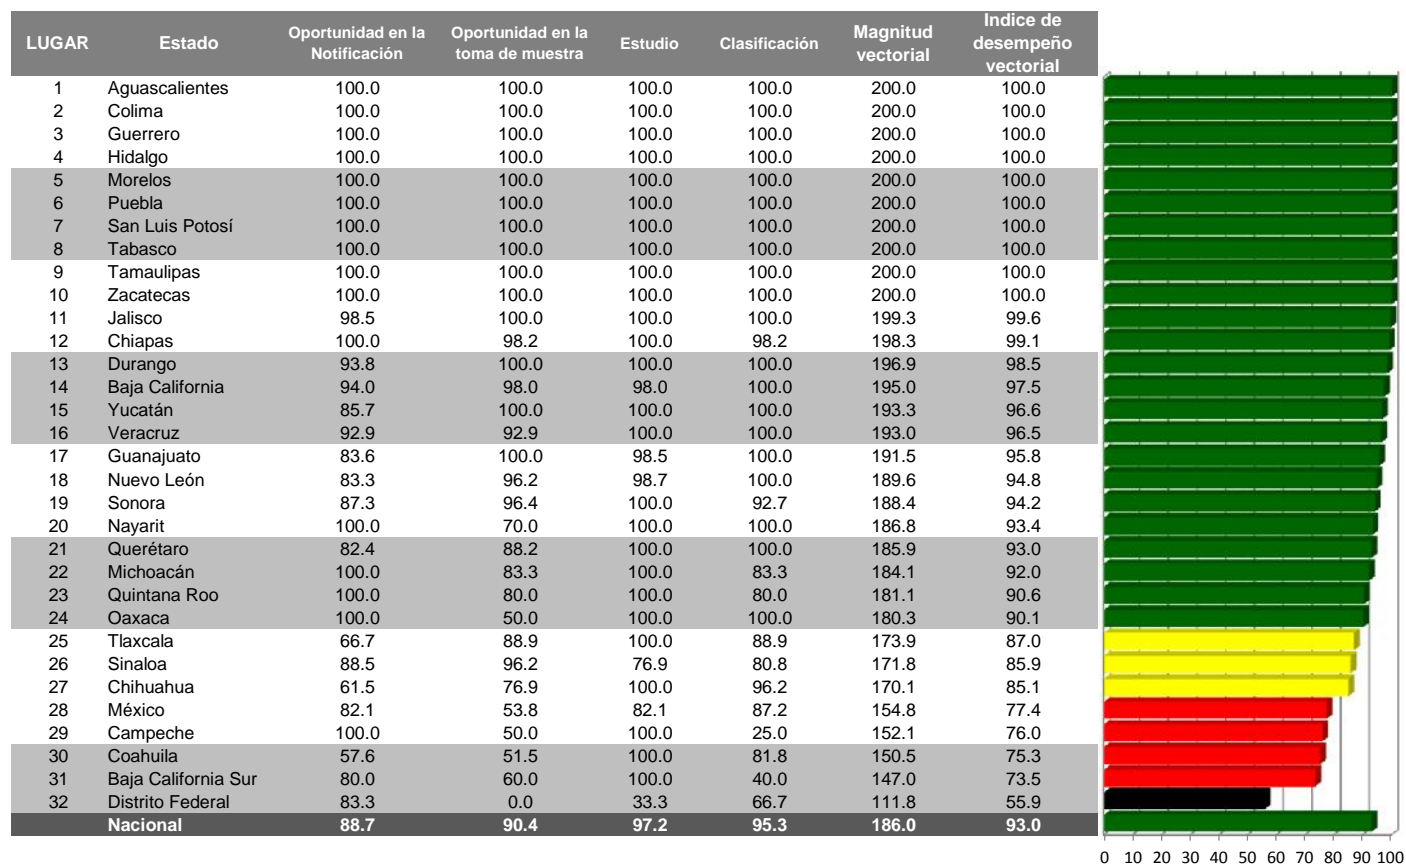 LUGAR Estado Oportunidad en la Notificación Oportunidad en la toma de muestra Estudio Clasificación Magnitud vectorial Indice de desempeño vectorial
1 Aguascalientes 100.0 100.0 100.0 100.0 200.0 100.0
2 Colima 100.0 100.0 100.0 100.0 200.0 100.0
3 Guerrero 100.0 100.0 100.0 100.0 200.0 100.0
4 Hidalgo 100.0 100.0 100.0 100.0 200.0 100.0
5 Morelos 100.0 100.0 100.0 100.0 200.0 100.0
6 Puebla 100.0 100.0 100.0 100.0 200.0 100.0
7 San Luis Potosí 100.0 100.0 100.0 100.0 200.0 100.0
8 Tabasco 100.0 100.0 100.0 100.0 200.0 100.0
9 Tamaulipas 100.0 100.0 100.0 100.0 200.0 100.0
10 Zacatecas 100.0 100.0 100.0 100.0 200.0 100.0
11 Jalisco 98.5 100.0 100.0 100.0 199.3 99.6
12 Chiapas 100.0 98.2 100.0 98.2 198.3 99.1
13 Durango 93.8 100.0 100.0 100.0 196.9 98.5
14 Baja California 94.0 98.0 98.0 100.0 195.0 97.5
15 Yucatán 85.7 100.0 100.0 100.0 193.3 96.6
16 Veracruz 92.9 92.9 100.0 100.0 193.0 96.5
17 Guanajuato 83.6 100.0 98.5 100.0 191.5 95.8
18 Nuevo León 83.3 96.2 98.7 100.0 189.6 94.8
19 Sonora 87.3 96.4 100.0 92.7 188.4 94.2
20 Nayarit 100.0 70.0 100.0 100.0 186.8 93.4
21 Querétaro 82.4 88.2 100.0 100.0 185.9 93.0
22 Michoacán 100.0 83.3 100.0 83.3 184.1 92.0
23 Quintana Roo 100.0 80.0 100.0 80.0 181.1 90.6
24 Oaxaca 100.0 50.0 100.0 100.0 180.3 90.1
25 Tlaxcala 66.7 88.9 100.0 88.9 173.9 87.0
26 Sinaloa 88.5 96.2 76.9 80.8 171.8 85.9
27 Chihuahua 61.5 76.9 100.0 96.2 170.1 85.1
28 México 82.1 53.8 82.1 87.2 154.8 77.4
29 Campeche 100.0 50.0 100.0 25.0 152.1 76.0
30 Coahuila 57.6 51.5 100.0 81.8 150.5 75.3
31 Baja California Sur 80.0 60.0 100.0 40.0 147.0 73.5
32 Distrito Federal 83.3 0.0 33.3 66.7 111.8 55.9
Nacional 88.7 90.4 97.2 95.3 186.0 93.0
0 10 20 30 40 50 60 70 80 90 100